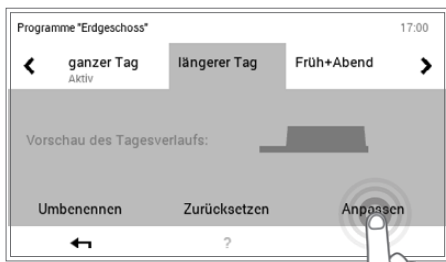 Programme "Erdgeschoss" 17:00
ganzer Tag längerer Tag Früh+Abend
Aktiv
Vorschau des Tagesverlaufs:
Umbenennen Zurücksetzen Anpassen
?